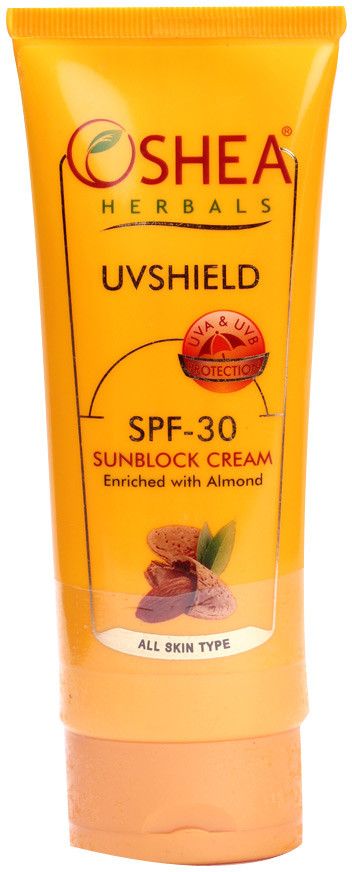 OSHEA®
HERBALS
UVSHIELD
UVA & UVB
PROTECTION
SPF-30
SUNBLOCK CREAM
Enriched with Almond
ALL SKIN TYPE